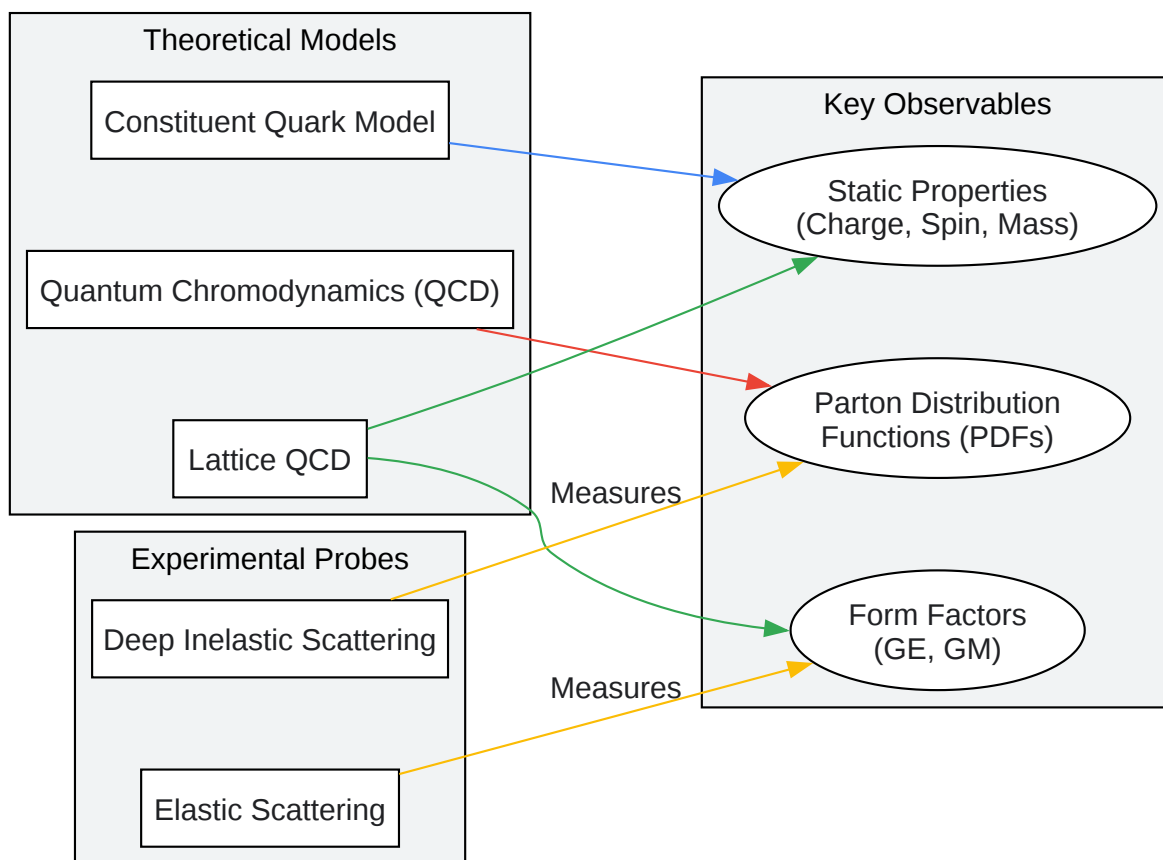 Theoretical Models
Constituent Quark Model
Quantum Chromodynamics (QCD)
Lattice QCD
Experimental Probes
Deep Inelastic Scattering
Elastic Scattering
Measures
Measures
Key Observables
Static Properties
(Charge, Spin, Mass)
Parton Distribution
Functions (PDFs)
Form Factors
(GE, GM)